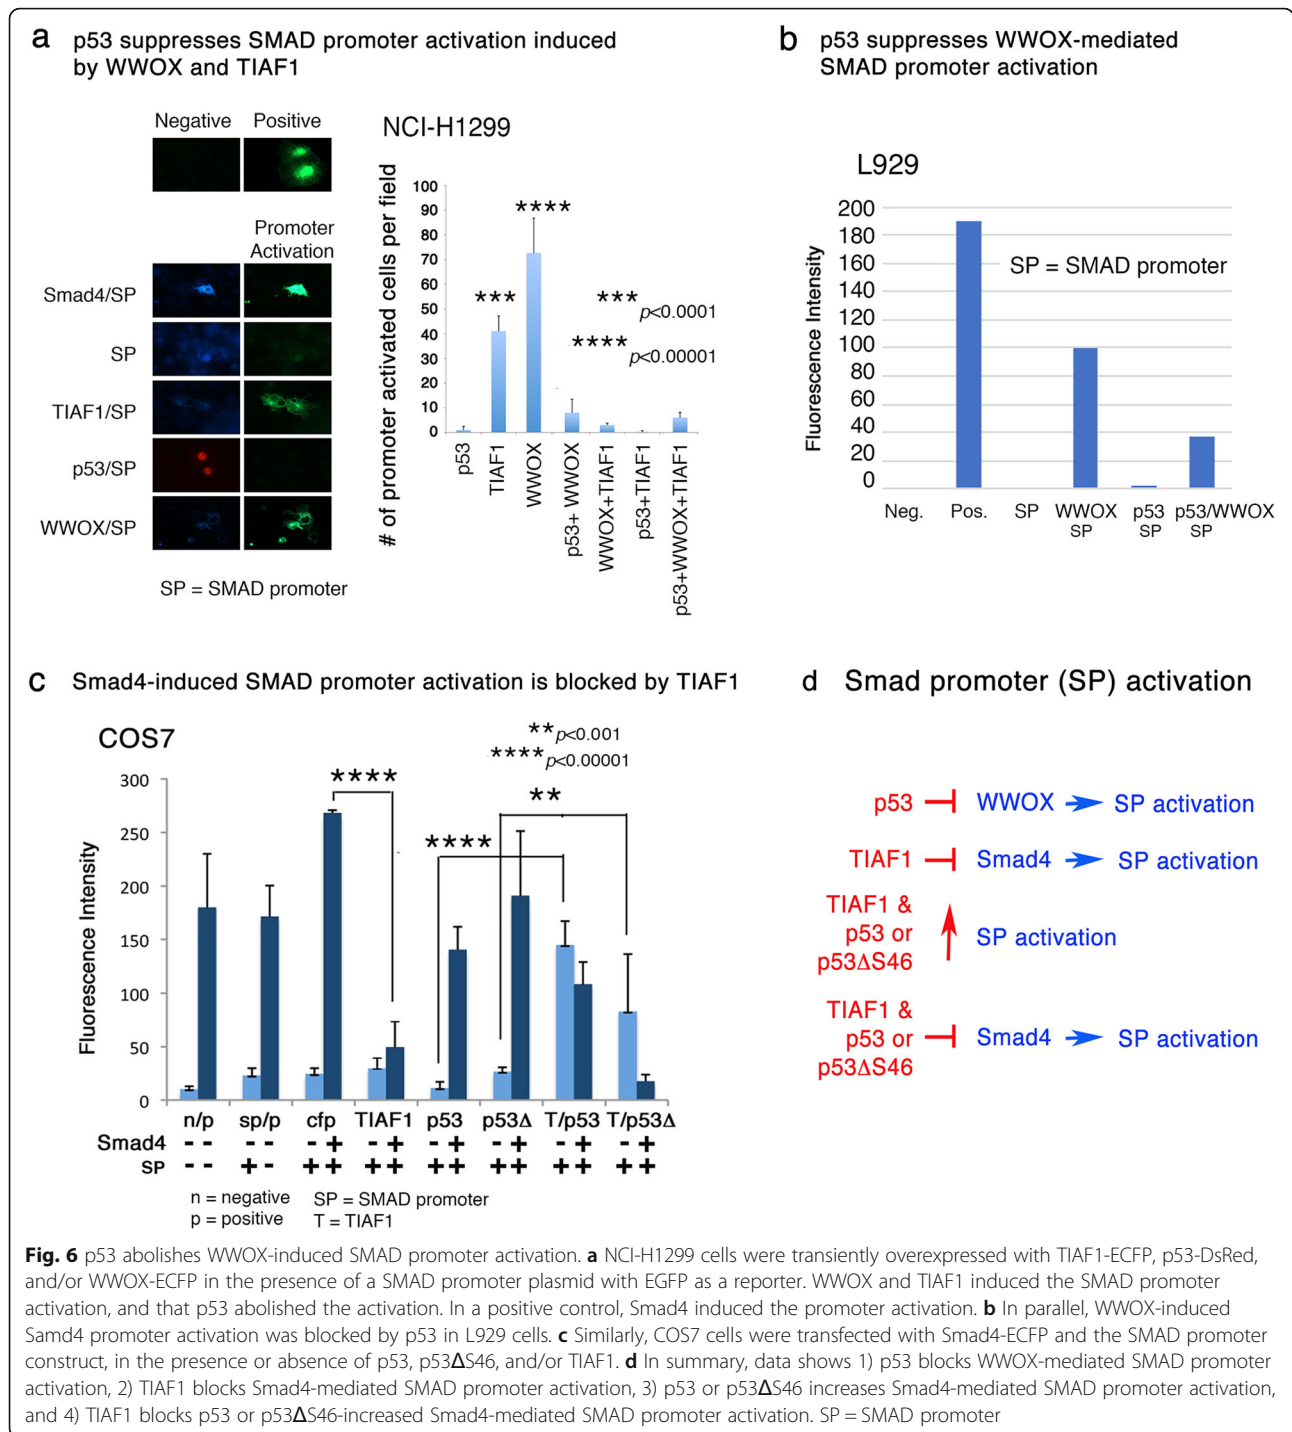 a p53 suppresses SMAD promoter activation induced
by WWOX and TIAF1
Negative Positive
Promoter
Activation
Smad4/SP
SP
TIAF1/SP
p53/SP
WWOX/SP
SP = SMAD promoter
NCI-H1299
# of promoter activated cells per field
100
90
80
70
60
50
40
30
20
10
0
***
****
*** p<0.0001
**** p<0.00001
p53
TIAF1
WWOX
p53+ WWOX
WWOX+TIAF1
p53+TIAF1
p53+WWOX+TIAF1
b p53 suppresses WWOX-mediated
SMAD promoter activation
L929
Fluorescence Intensity
200
180
160
140
120
100
80
60
40
20
0
SP = SMAD promoter
Neg. Pos. SP WWOX p53 p53/WWOX
SP SP SP
c Smad4-induced SMAD promoter activation is blocked by TIAF1
COS7
** p<0.001
**** p<0.00001
Fluorescence Intensity
300
250
200
150
100
50
0
****
****
**
n/p sp/p cfp TIAF1 p53 p53Δ T/p53 T/p53Δ
Smad4 - - - - - + - + - + - + - + - +
SP - - + - + + + + + + + + + + + +
n = negative SP = SMAD promoter
p = positive T = TIAF1
d Smad promoter (SP) activation
p53 WWOX SP activation
TIAF1 Smad4 SP activation
TIAF1 &
p53 or SP activation
p53ΔS46
TIAF1 &
p53 or Smad4 SP activation
p53ΔS46
Fig. 6 p53 abolishes WWOX-induced SMAD promoter activation. a NCI-H1299 cells were transiently overexpressed with TIAF1-ECFP, p53-DsRed,
and/or WWOX-ECFP in the presence of a SMAD promoter plasmid with EGFP as a reporter. WWOX and TIAF1 induced the SMAD promoter
activation, and that p53 abolished the activation. In a positive control, Smad4 induced the promoter activation. b In parallel, WWOX-induced
Samd4 promoter activation was blocked by p53 in L929 cells. c Similarly, COS7 cells were transfected with Smad4-ECFP and the SMAD promoter
construct, in the presence or absence of p53, p53ΔS46, and/or TIAF1. d In summary, data shows 1) p53 blocks WWOX-mediated SMAD promoter
activation, 2) TIAF1 blocks Smad4-mediated SMAD promoter activation, 3) p53 or p53ΔS46 increases Smad4-mediated SMAD promoter activation,
and 4) TIAF1 blocks p53 or p53ΔS46-increased Smad4-mediated SMAD promoter activation. SP = SMAD promoter